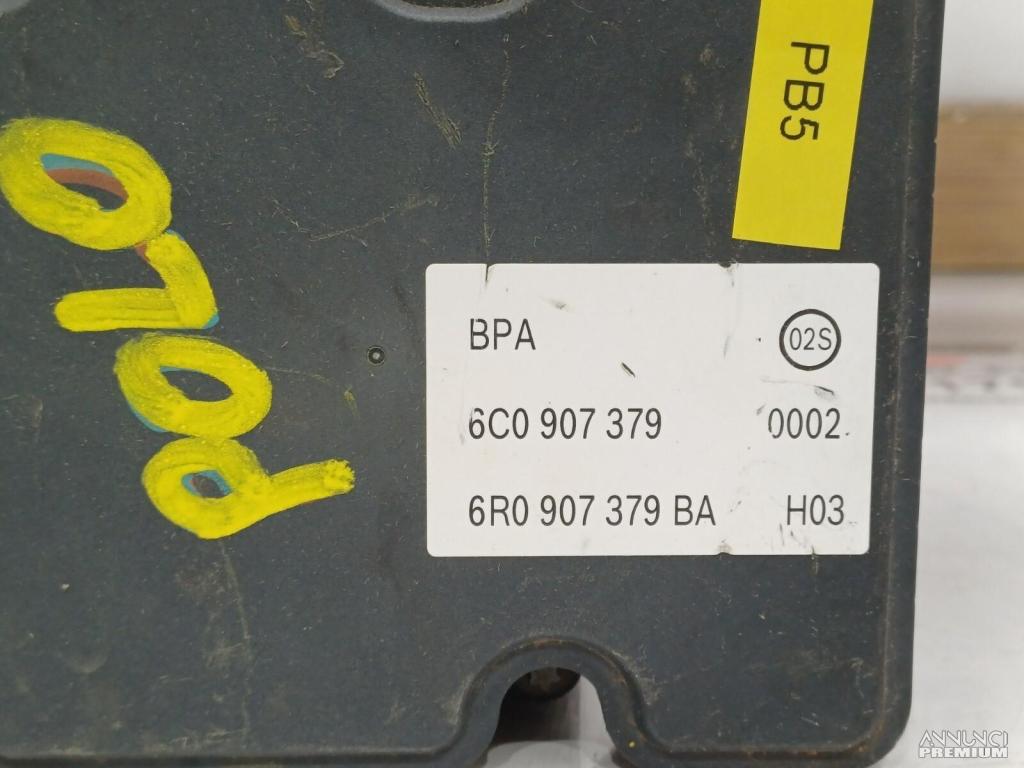 PB5
POLO
BPA 02S
6C0 907 379 0002
6R0 907 379 BA H03
ANNUNCI
PREMIUM